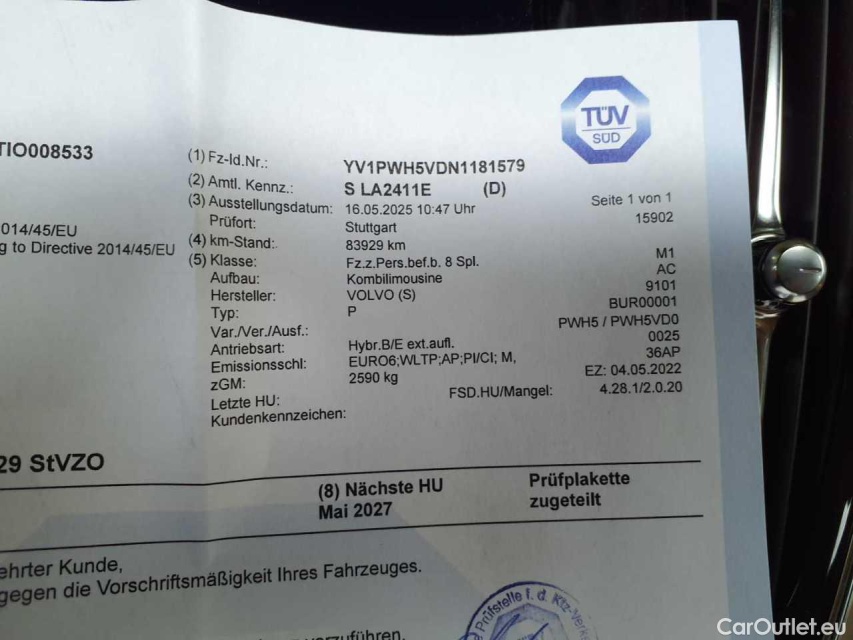 TÜV
SÜD
TIO008533
(1) Fz-Id.Nr.: YV1PWH5VDN1181579
(2) Amtl. Kennz.: S LA2411E (D)
(3) Ausstellungsdatum: 16.05.2025 10:47 Uhr Seite 1 von 1
Prüfort: Stuttgart 15902
2014/45/EU
(4) km-Stand: 83929 km
g to Directive 2014/45/EU
(5) Klasse: Fz.z.Pers.bef.b. 8 Spl. M1
Aufbau: Kombilimousine AC
Hersteller: VOLVO (S) 9101
Typ: P BUR00001
Var./Ver./Ausf.: PWH5 / PWH5VD0
Antriebsart: Hybr.B/E ext.aufl. 0025
Emissionsschl: EURO6;WLTP;AP;PI/CI; M, 36AP
zGM: 2590 kg EZ: 04.05.2022
Letzte HU: FSD.HU/Mangel: 4.28.1/2.0.20
Kundenkennzeichen:
29 StVZO
(8) Nächste HU Prüfplakette
Mai 2027 zugeteilt
ehrter Kunde,
gegen die Vorschriftsmäßigkeit Ihres Fahrzeuges.
Prüfstelle f. d. Kfz-Verk
vorzuführen.
CarOutlet.eu